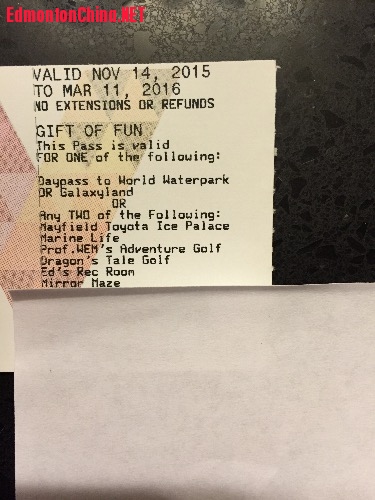 EdmontonChina.NET
VALID NOV 14, 2015
TO MAR 11, 2016
NO EXTENSIONS OR REFUNDS
GIFT OF FUN
This Pass is valid
FOR ONE of the following:
Daypass to World Waterpark
OR Galaxyland
OR
Any TWO of the Following:
Mayfield Toyota Ice Palace
Marine Life
Prof.WEM's Adventure Golf
Dragon's Tale Golf
Ed's Rec Room
Mirror Maze